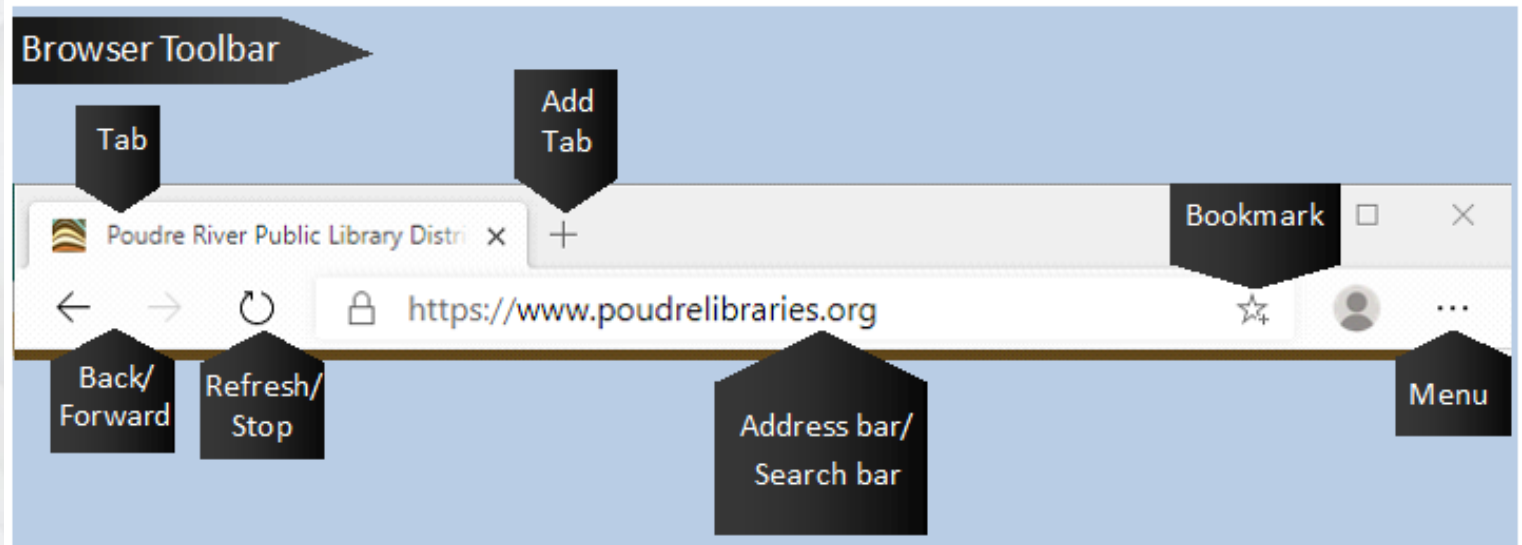 Browser Toolbar
Tab
Add
Tab
Bookmark
Poudre River Public Library Distri
https://www.poudrelibraries.org
Back/
Forward
Refresh/
Stop
Address bar/
Search bar
Menu